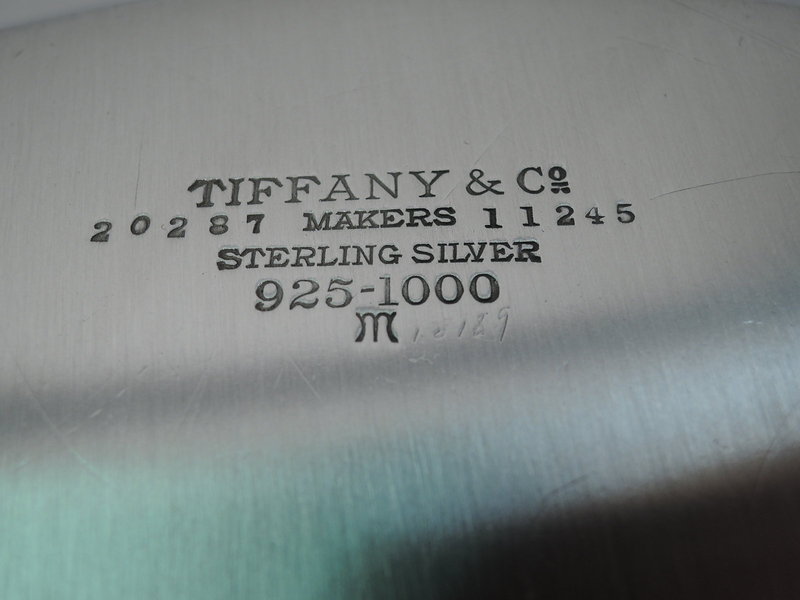 TIFFANY & Cº
20287 MAKERS 11245
STERLING SILVER
925-1000
m